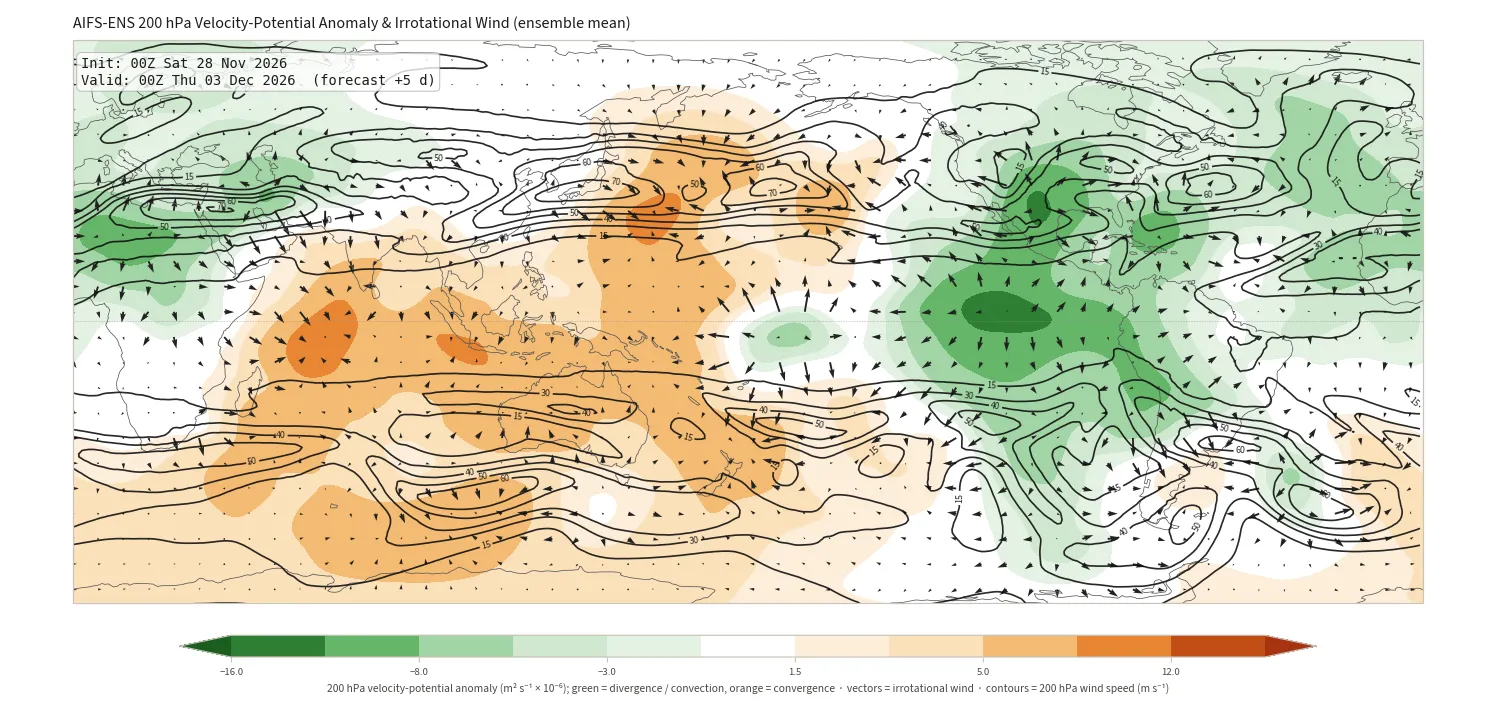 AIFS-ENS 200 hPa Velocity-Potential Anomaly & Irrotational Wind (ensemble mean)
Init: 00Z Sat 28 Nov 2026
Valid: 00Z Thu 03 Dec 2026 (forecast +5 d)
−16.0 −8.0 −3.0 1.5 5.0 12.0
200 hPa velocity-potential anomaly (m² s⁻¹ × 10⁻⁶); green = divergence / convection, orange = convergence · vectors = irrotational wind · contours = 200 hPa wind speed (m s⁻¹)